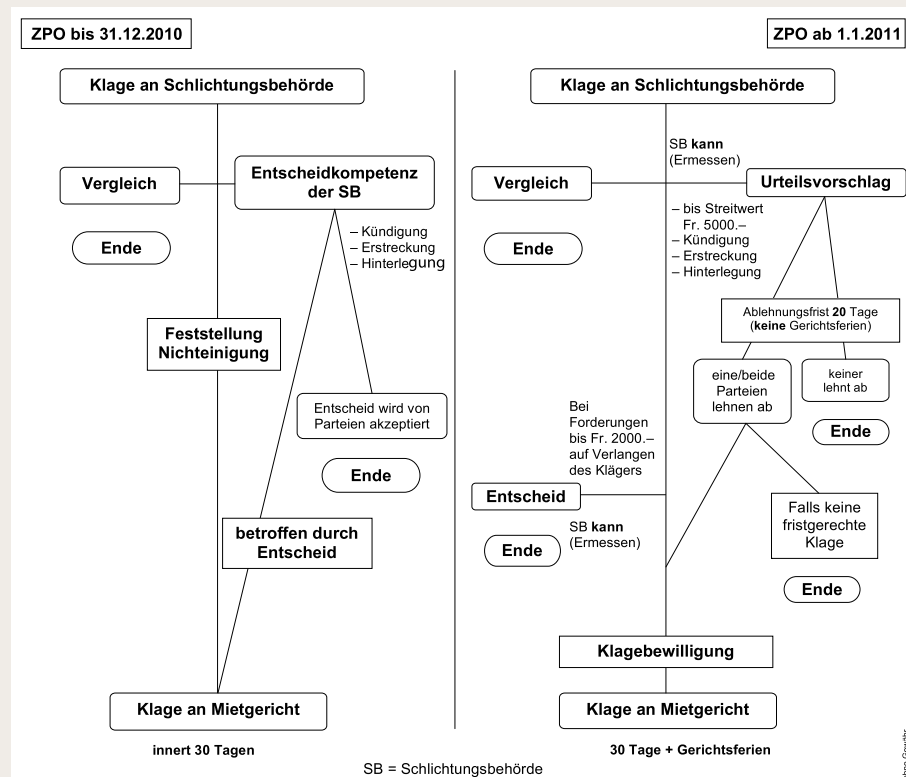 ZPO bis 31.12.2010
Klage an Schlichtungsbehörde
Vergleich
Ende
Entscheidkompetenz
der SB
– Kündigung
– Erstreckung
– Hinterlegung
Feststellung
Nichteinigung
Entscheid wird von
Parteien akzeptiert
Ende
betroffen durch
Entscheid
Klage an Mietgericht
innert 30 Tagen
ZPO ab 1.1.2011
Klage an Schlichtungsbehörde
SB kann
(Ermessen)
Vergleich
Ende
Urteilsvorschlag
– bis Streitwert
Fr. 5000.–
– Kündigung
– Erstreckung
– Hinterlegung
Ablehnungsfrist 20 Tage
(keine Gerichtsferien)
eine/beide
Parteien
lehnen ab
keiner
lehnt ab
Ende
Bei
Forderungen
bis Fr. 2000.–
auf Verlangen
des Klägers
Entscheid
SB kann
(Ermessen)
Ende
Falls keine
fristgerechte
Klage
Ende
Klagebewilligung
Klage an Mietgericht
30 Tage + Gerichtsferien
SB = Schlichtungsbehörde